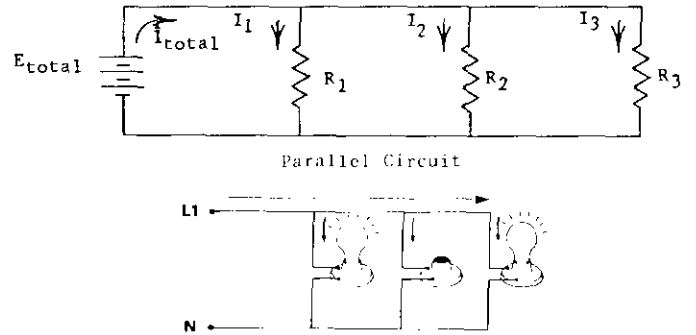 I1 I2 I3
Itotal
Etotal
R1 R2 R3
Parallel Circuit
L1
N